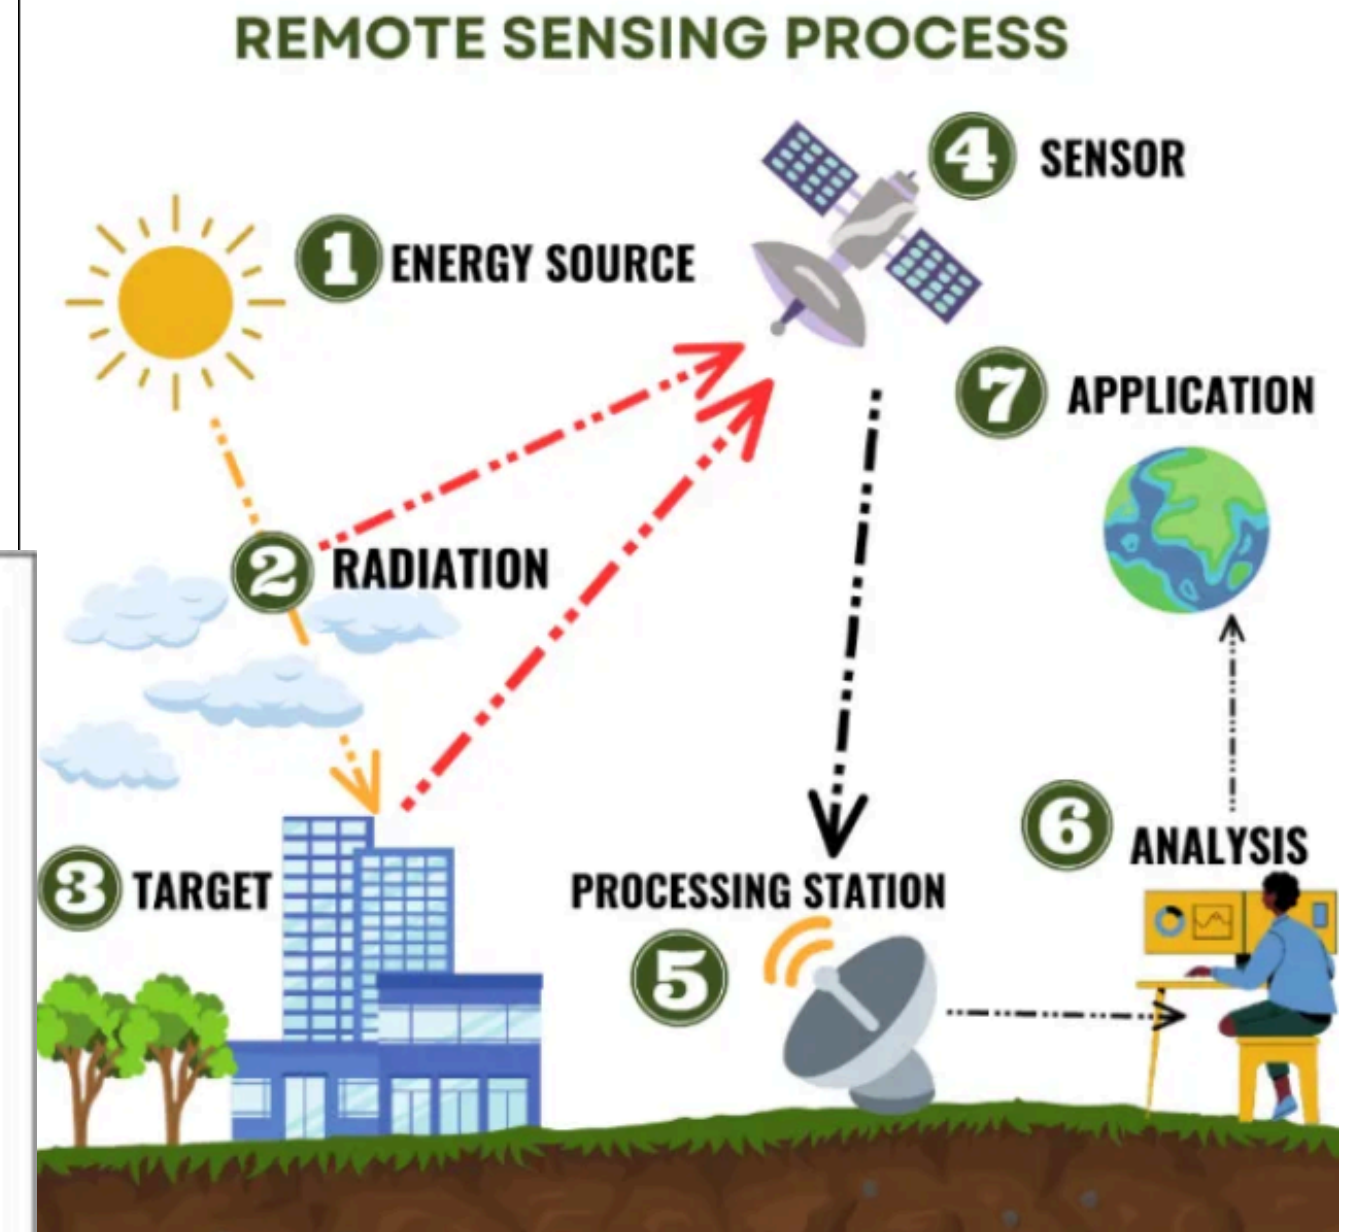 REMOTE SENSING PROCESS
1 ENERGY SOURCE
2 RADIATION
3 TARGET
4 SENSOR
PROCESSING STATION
5
6 ANALYSIS
7 APPLICATION